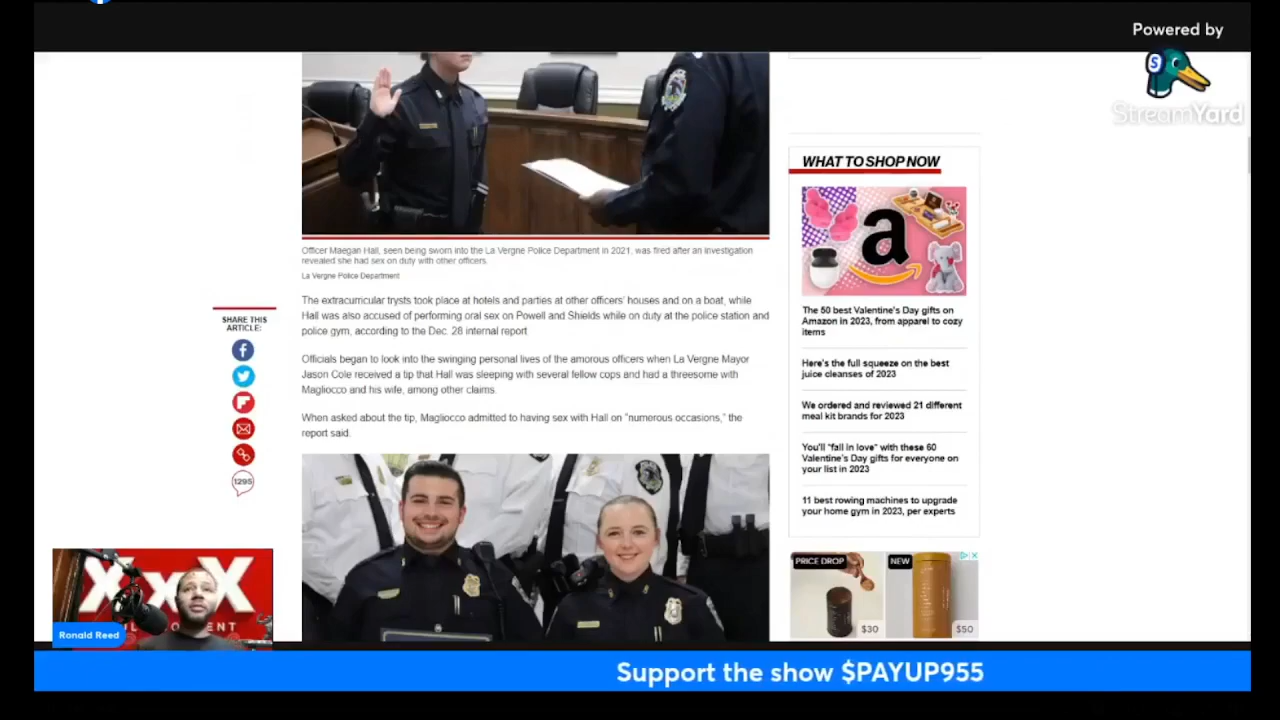 Powered by
StreamYard
Officer Maegan Hall, seen being sworn into the La Vergne Police Department in 2021, was fired after an investigation
revealed she had sex on duty with other officers.
La Vergne Police Department
The extracurricular trysts took place at hotels and parties at other officers' houses and on a boat, while
Hall was also accused of performing oral sex on Powell and Shields while on duty at the police station and
police gym, according to the Dec. 28 internal report
Officials began to look into the swinging personal lives of the amorous officers when La Vergne Mayor
Jason Cole received a tip that Hall was sleeping with several fellow cops and had a threesome with
Magliocco and his wife, among other claims.
When asked about the tip, Magliocco admitted to having sex with Hall on "numerous occasions," the
report said.
SHARE THIS
ARTICLE:
1295
WHAT TO SHOP NOW
a
The 50 best Valentine's Day gifts on
Amazon in 2023, from apparel to cozy
items
Here's the full squeeze on the best
juice cleanses of 2023
We ordered and reviewed 21 different
meal kit brands for 2023
You'll "fall in love" with these 60
Valentine's Day gifts for everyone on
your list in 2023
11 best rowing machines to upgrade
your home gym in 2023, per experts
PRICE DROP
NEW
$30
$50
XxX
ENT
Ronald Reed
Support the show $PAYUP955